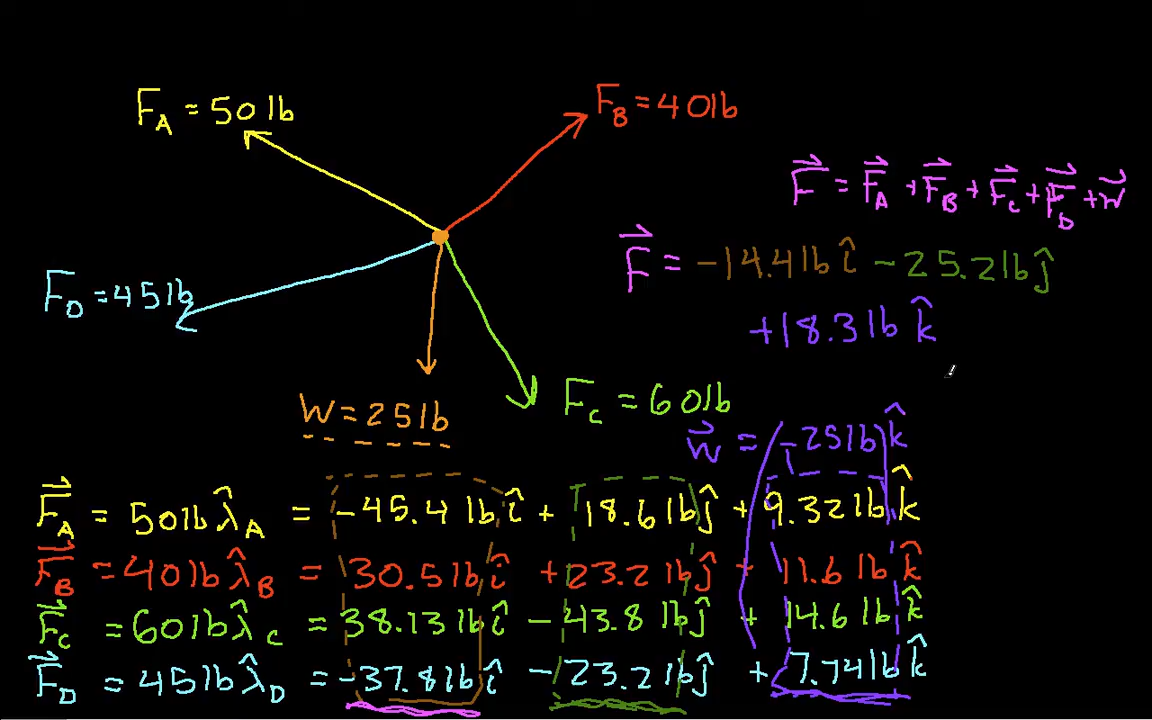 F_A = 50 lb
F_B = 40 lb
F⃗ = F⃗_A + F⃗_B + F⃗_C + F⃗_D + W⃗
F⃗ = -14.4 lb î - 25.2 lb ĵ
+18.3 lb k̂
F_D = 45 lb
W = 25 lb
F_C = 60 lb
W⃗ = (-25 lb) k̂
F⃗_A = 50 lb λ̂_A = -45.4 lb î + 18.6 lb ĵ + 9.32 lb k̂
F⃗_B = 40 lb λ̂_B = 30.5 lb î + 23.2 lb ĵ + 11.6 lb k̂
F⃗_C = 60 lb λ̂_C = 38.13 lb î - 43.8 lb ĵ + 14.6 lb k̂
F⃗_D = 45 lb λ̂_D = -37.8 lb î - 23.2 lb ĵ + 7.74 lb k̂